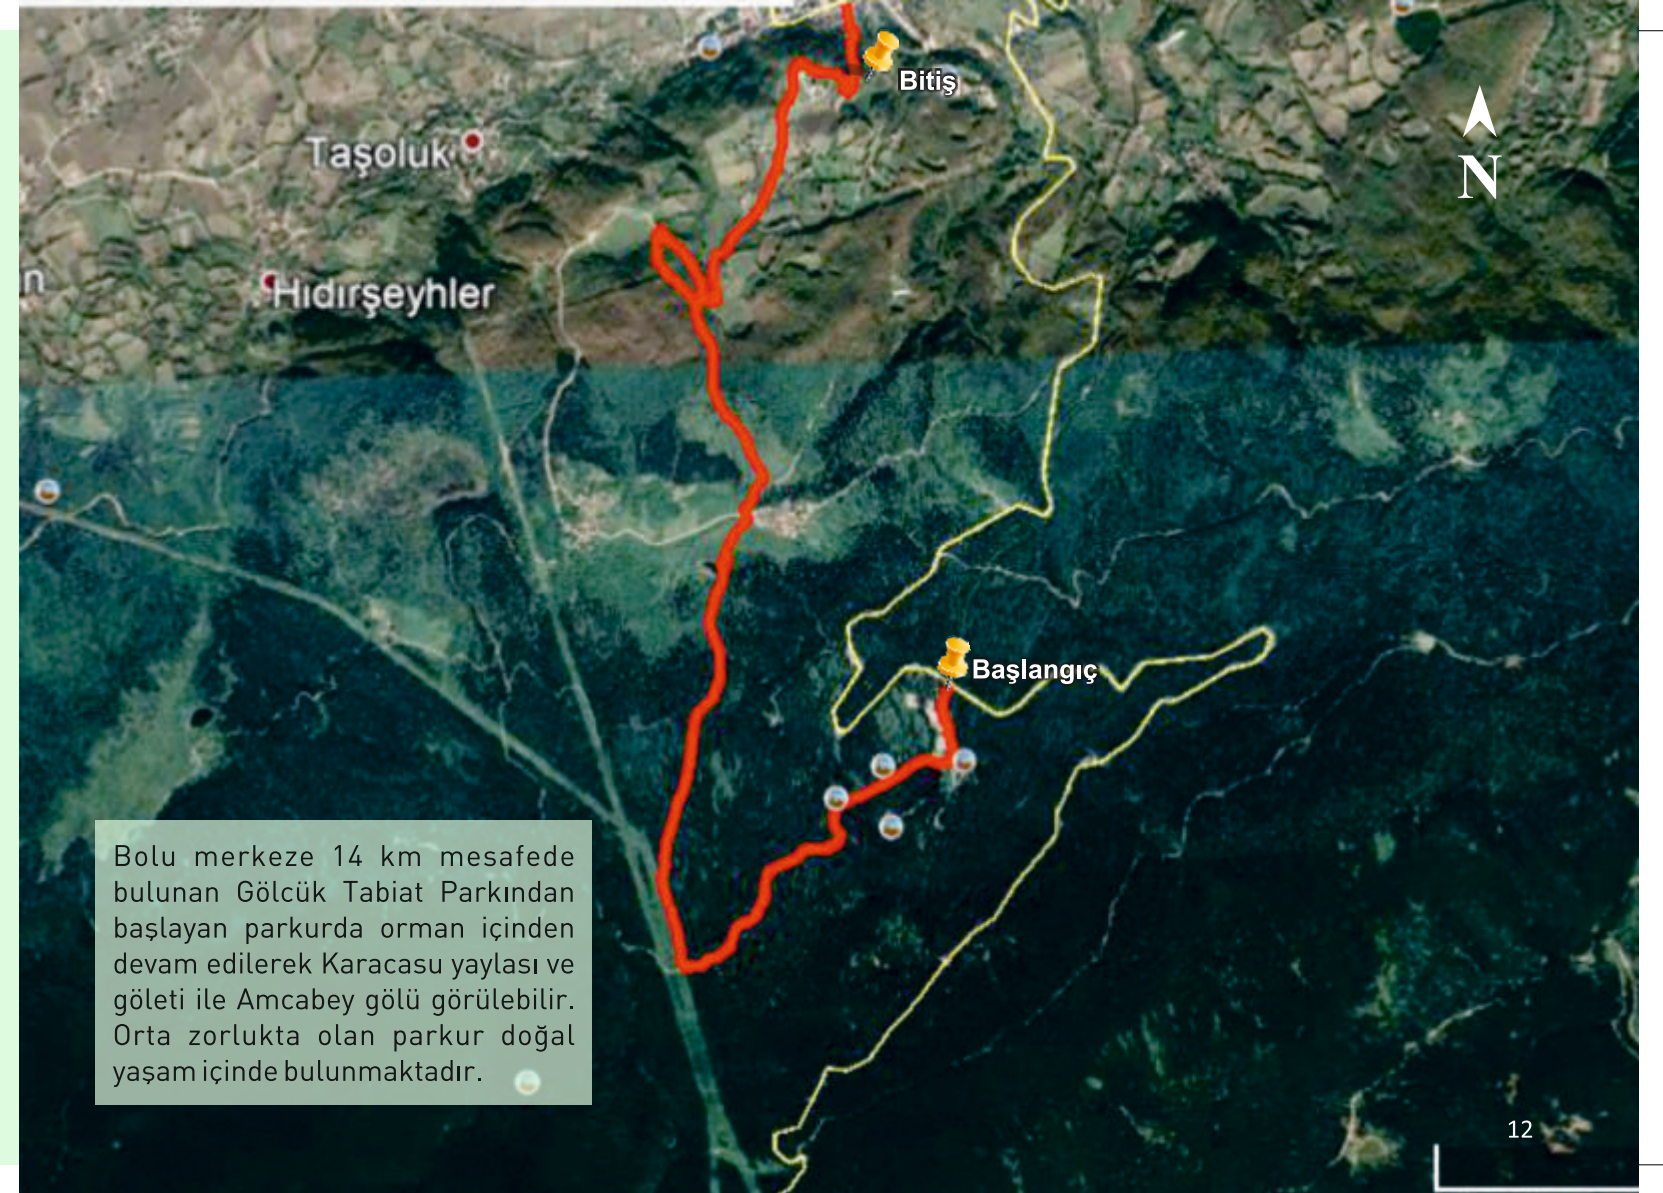 Bitiş
N
Taşoluk
n
Hıdırşeyhler
Başlangıç
Bolu merkeze 14 km mesafede
bulunan Gölcük Tabiat Parkından
başlayan parkurda orman içinden
devam edilerek Karacasu yaylası ve
göleti ile Amcabey gölü görülebilir.
Orta zorlukta olan parkur doğal
yaşam içinde bulunmaktadır.
12